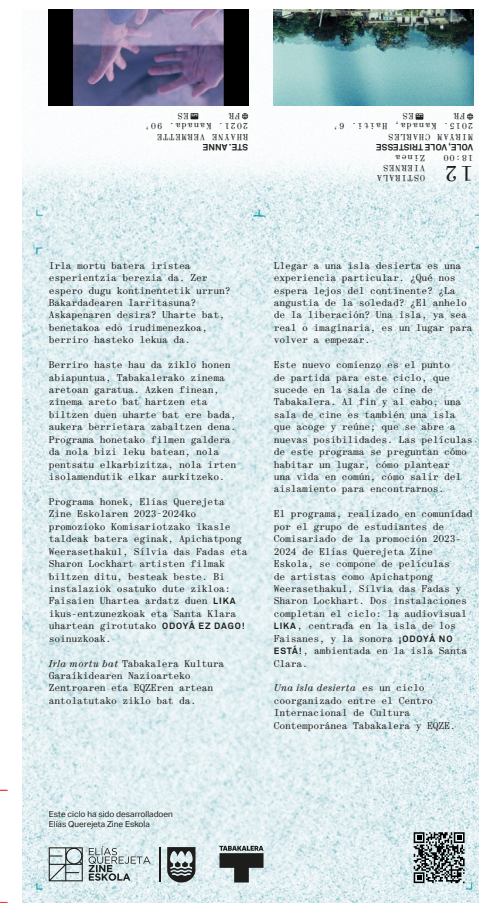 STE. ANNE
RHAYNE VERMETTE
2021. Kanada. 90'
FR ES
12 OSTIRALA
VIERNES
18:00 Zinea
VOLE, VOLE TRISTESSE
MIRYAM CHARLES
2015. Kanada, Haiti. 6'
FR ES
Irla mortu batera iristea
esperientzia berezia da. Zer
espero dugu kontinentetik urrun?
Bakardadearen larritasuna?
Askapenaren desira? Uharte bat,
benetakoa edo irudimenezkoa,
berriro hasteko lekua da.
Berriro haste hau da ziklo honen
abiapuntua, Tabakalerako zinema
aretoan garatua. Azken finean,
zinema areto bat hartzen eta
biltzen duen uharte bat ere bada,
aukera berrietara zabaltzen dena.
Programa honetako filmen galdera
da nola bizi leku batean, nola
pentsatu elkarbizitza, nola irten
isolamendutik elkar aurkitzeko.
Programa honek, Elías Querejeta
Zine Eskolaren 2023-2024ko
promozioko Komisariotzako ikasle
taldeak batera eginak, Apichatpong
Weerasethakul, Sílvia das Fadas eta
Sharon Lockhart artisten filmak
biltzen ditu, besteak beste. Bi
instalaziok osatuko dute zikloa:
Faisaien Uhartea ardatz duen LIKA
ikus-entzunezkoak eta Santa Klara
uhartean girotutako ODOYÁ EZ DAGO!
soinuzkoak.
Irla mortu bat Tabakalera Kultura
Garaikidearen Nazioarteko
Zentroaren eta EQZEren artean
antolatutako ziklo bat da.
Llegar a una isla desierta es una
experiencia particular. ¿Qué nos
espera lejos del continente? ¿La
angustia de la soledad? ¿El anhelo
de la liberación? Una isla, ya sea
real o imaginaria, es un lugar para
volver a empezar.
Este nuevo comienzo es el punto
de partida para este ciclo, que
sucede en la sala de cine de
Tabakalera. Al fin y al cabo; una
sala de cine es también una isla
que acoge y reúne; que se abre a
nuevas posibilidades. Las películas
de este programa se preguntan cómo
habitar un lugar, cómo plantear
una vida en común, cómo salir del
aislamiento para encontrarnos.
El programa, realizado en comunidad
por el grupo de estudiantes de
Comisariado de la promoción 2023-
2024 de Elías Querejeta Zine
Eskola, se compone de películas
de artistas como Apichatpong
Weerasethakul, Sílvia das Fadas y
Sharon Lockhart. Dos instalaciones
completan el ciclo: la audiovisual
LIKA, centrada en la isla de los
Faisanes, y la sonora ¡ODOYÁ NO
ESTÁ!, ambientada en la isla Santa
Clara.
Una isla desierta es un ciclo
coorganizado entre el Centro
Internacional de Cultura
Contemporánea Tabakalera y EQZE.
Este ciclo ha sido desarrolladoen
Elías Querejeta Zine Eskola
EQZE
ELÍAS
QUEREJETA
ZINE
ESKOLA
TABAKALERA